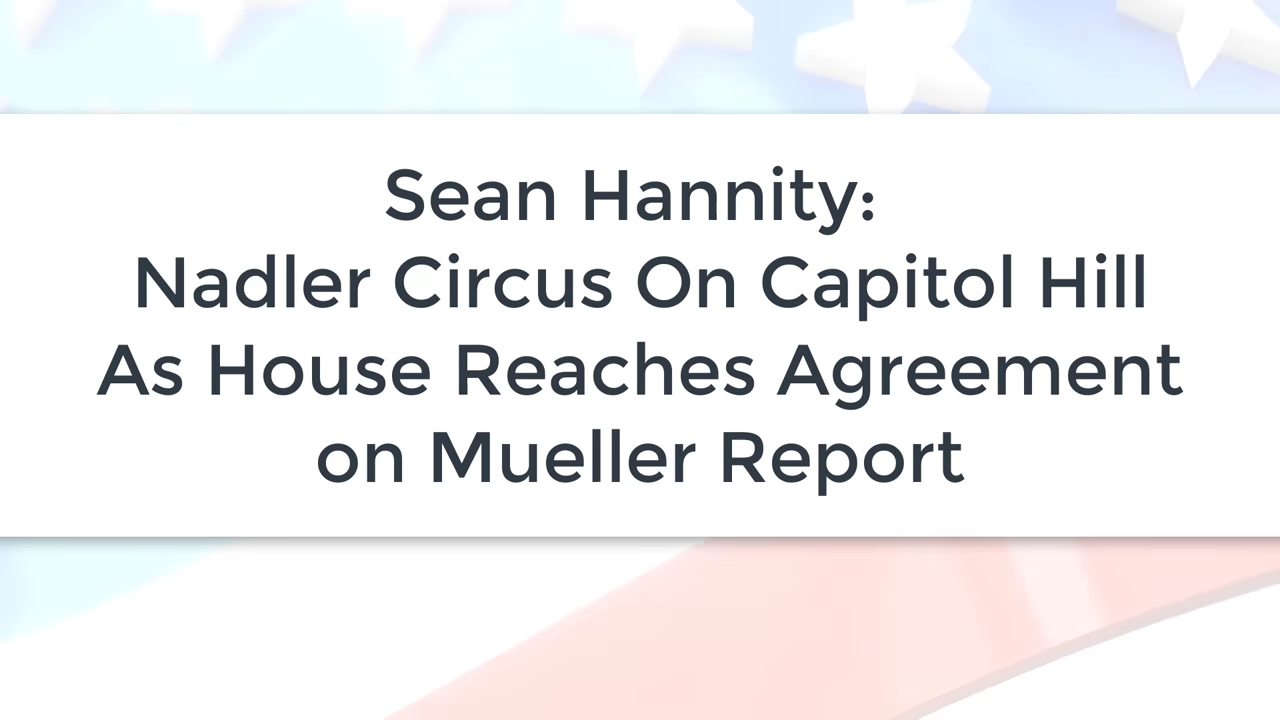 Sean Hannity:
Nadler Circus On Capitol Hill
As House Reaches Agreement
on Mueller Report